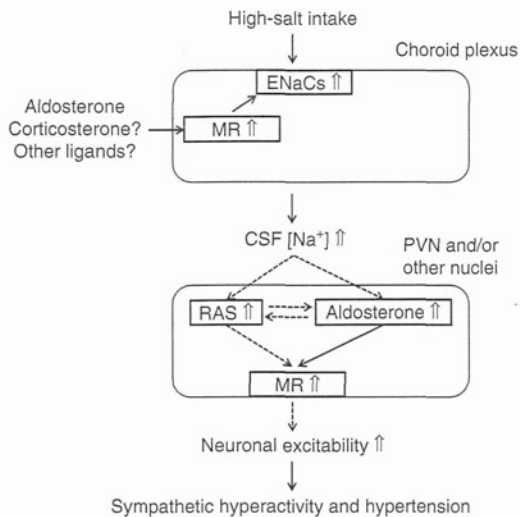 High-salt intake
Choroid plexus
ENaCs ⇑
Aldosterone
Corticosterone?
Other ligands?
MR ⇑
CSF [Na⁺] ⇑
PVN and/or
other nuclei
RAS ⇑
Aldosterone ⇑
MR ⇑
Neuronal excitability ⇑
Sympathetic hyperactivity and hypertension